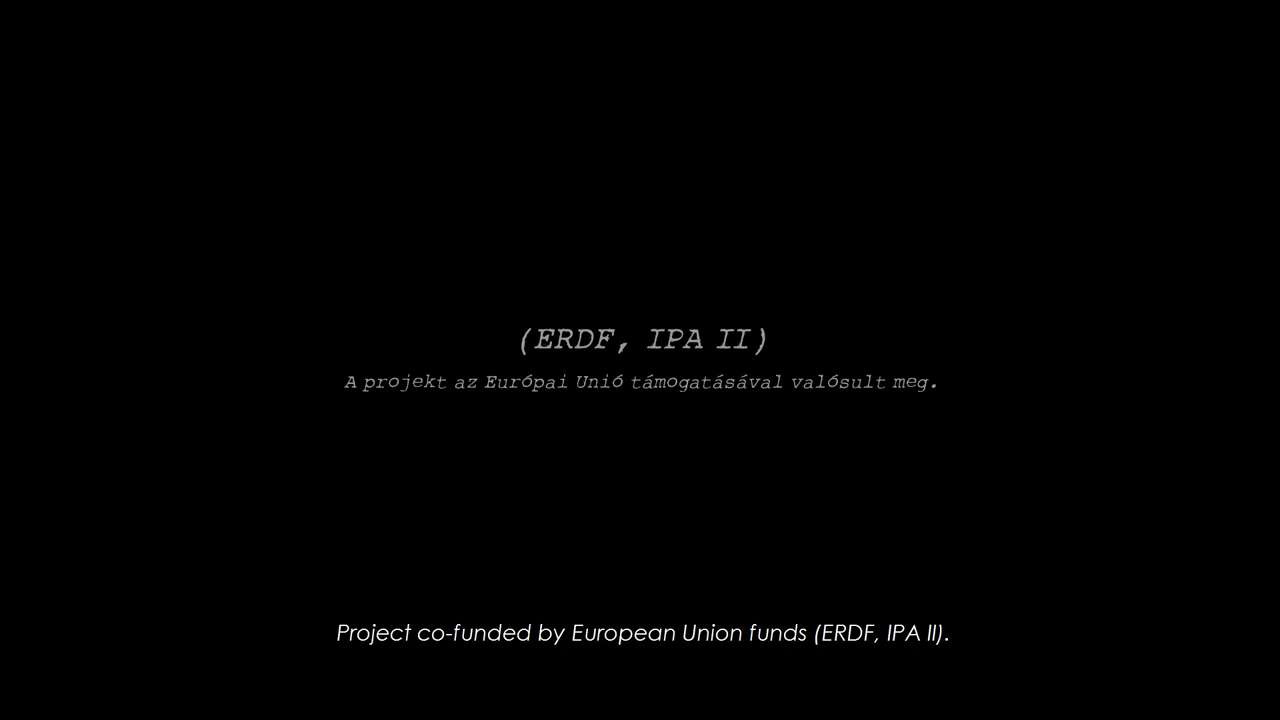 (ERDF, IPA II)
A projekt az Európai Unió támogatásával valósult meg.
Project co-funded by European Union funds (ERDF, IPA II).